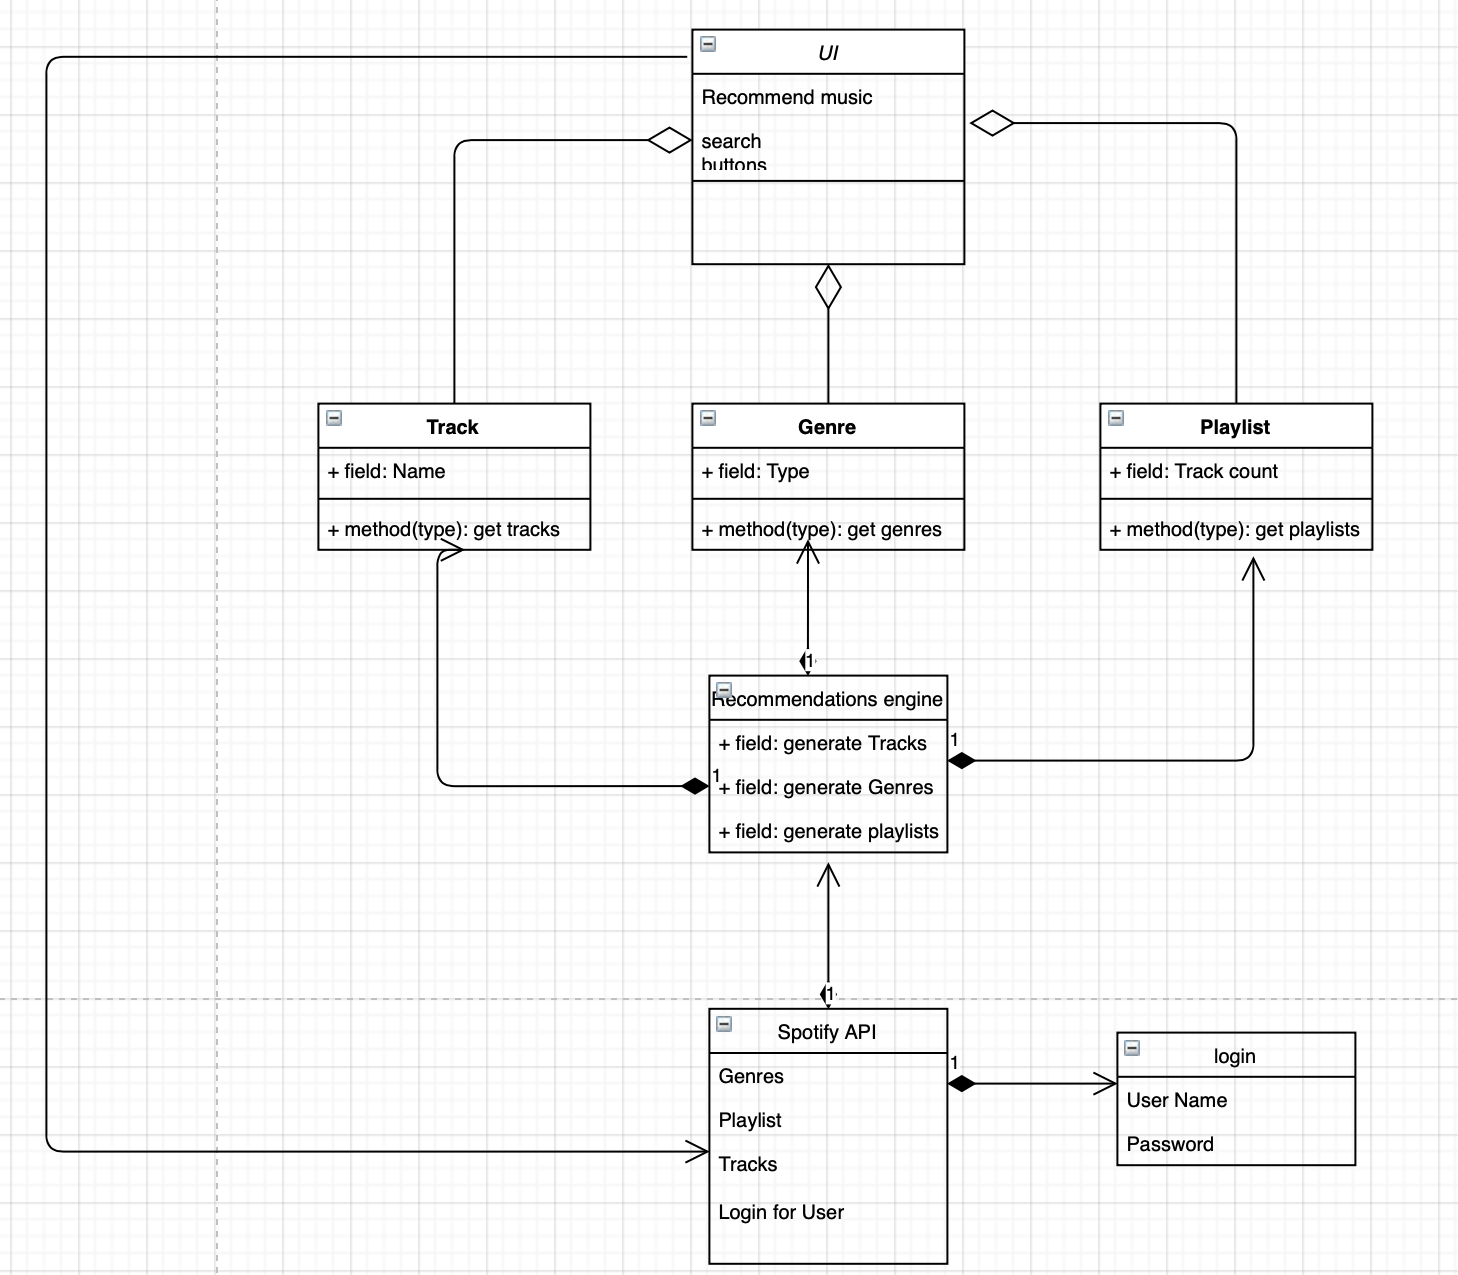 UI
Recommend music
search
buttons
Track
+ field: Name
+ method(type): get tracks
Genre
+ field: Type
+ method(type): get genres
Playlist
+ field: Track count
+ method(type): get playlists
1
Recommendations engine
+ field: generate Tracks
1
1
+ field: generate Genres
+ field: generate playlists
1
Spotify API
Genres
Playlist
Tracks
Login for User
1
login
User Name
Password